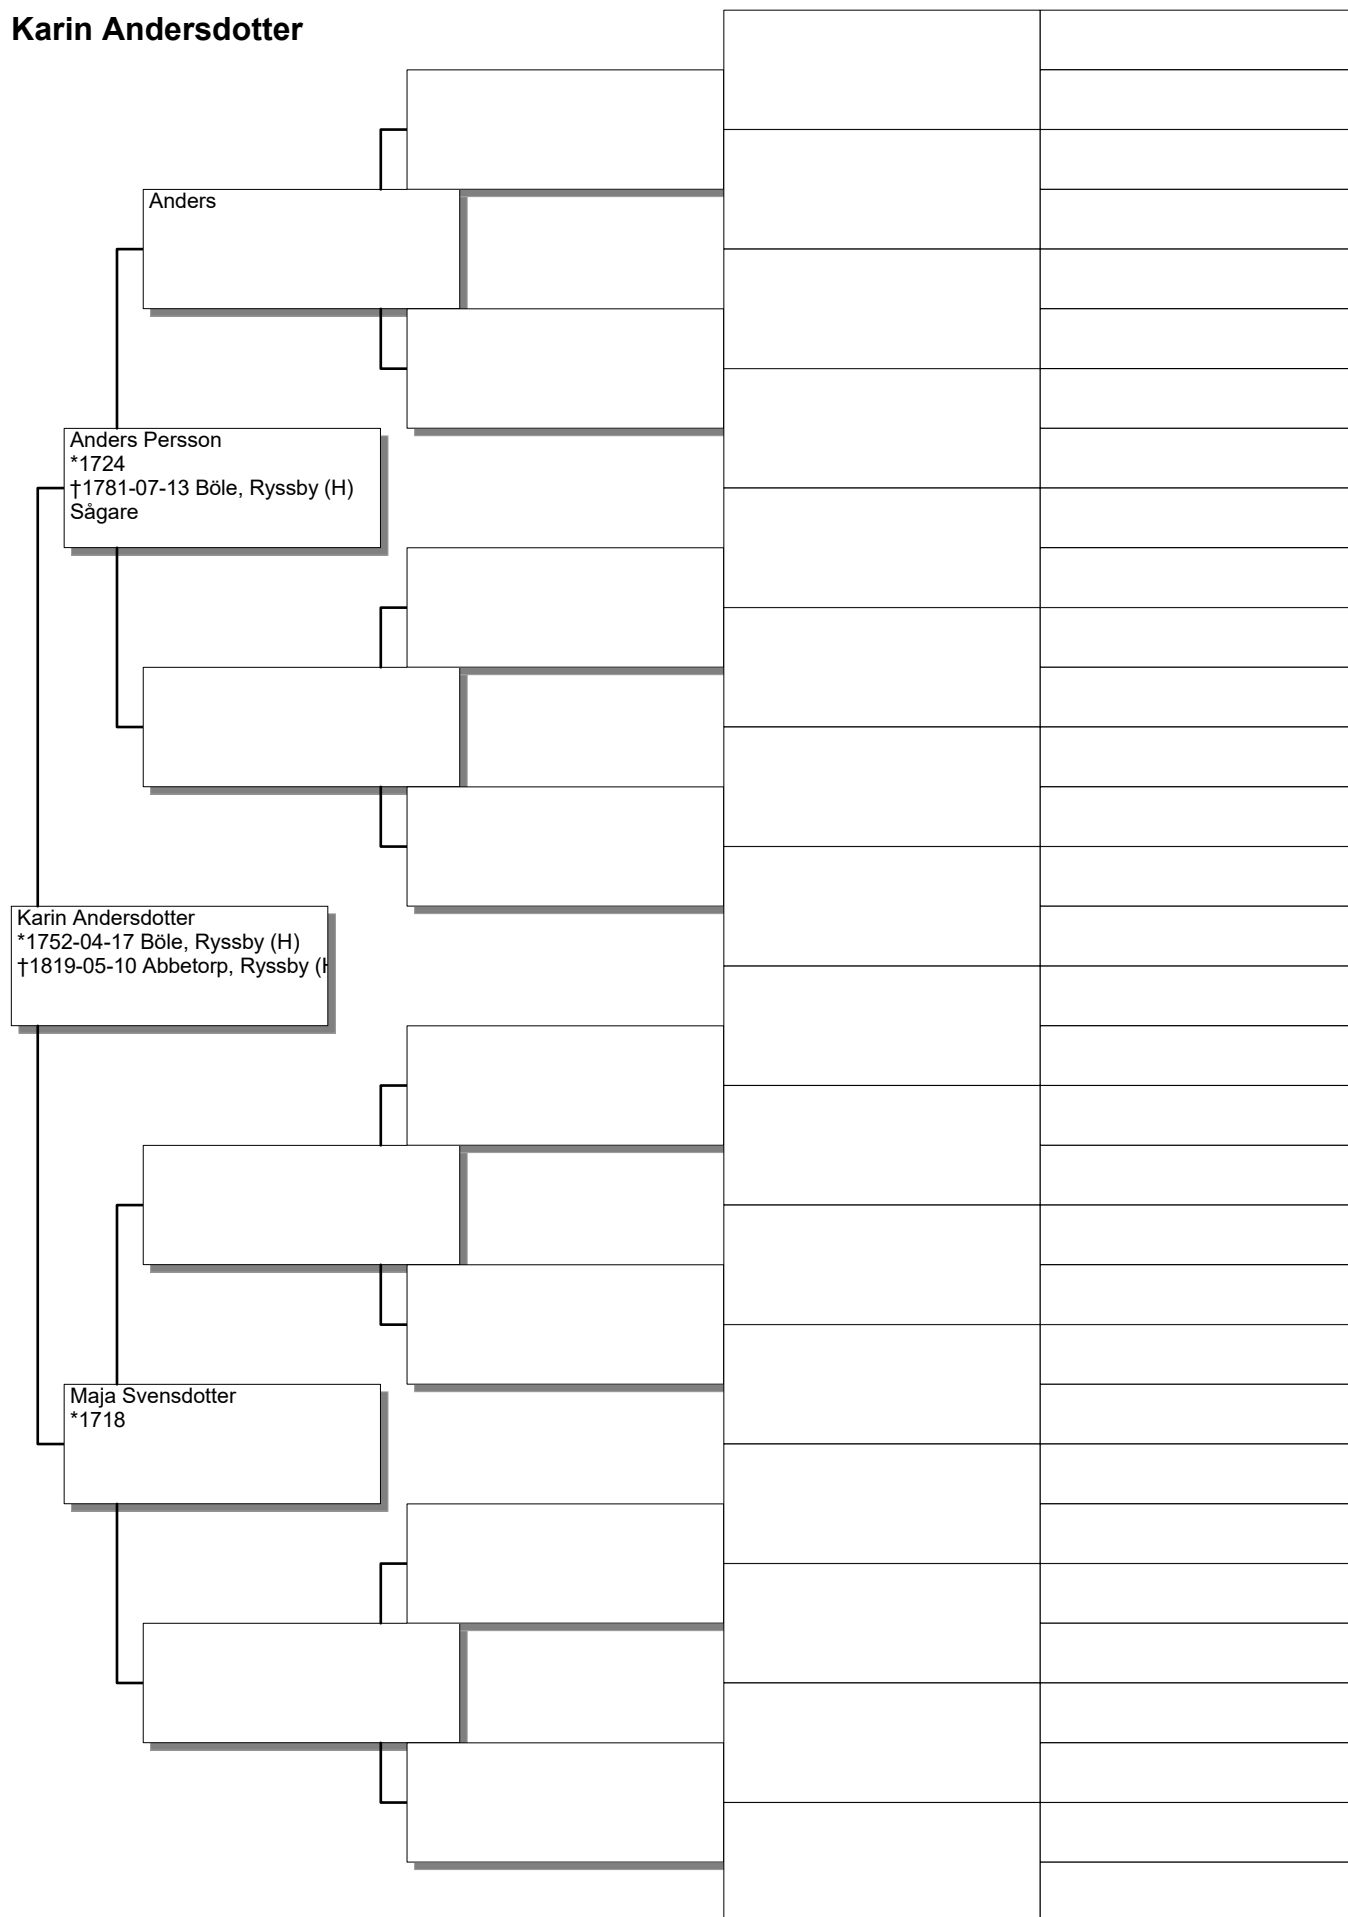 Karin Andersdotter
Anders
Anders Persson
*1724
†1781-07-13 Böle, Ryssby (H)
Sågare
Karin Andersdotter
*1752-04-17 Böle, Ryssby (H)
†1819-05-10 Abbetorp, Ryssby (
Maja Svensdotter
*1718